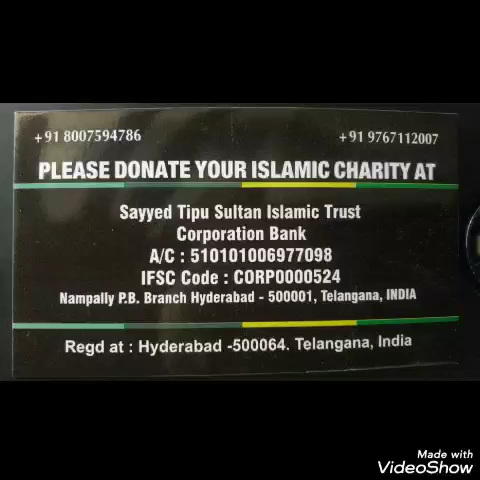 +91 8007594786 +91 9767112007
PLEASE DONATE YOUR ISLAMIC CHARITY AT
Sayyed Tipu Sultan Islamic Trust
Corporation Bank
A/C : 510101006977098
IFSC Code : CORP0000524
Nampally P.B. Branch Hyderabad - 500001, Telangana, INDIA
Regd at : Hyderabad -500064. Telangana, India
Made with
VideoShow